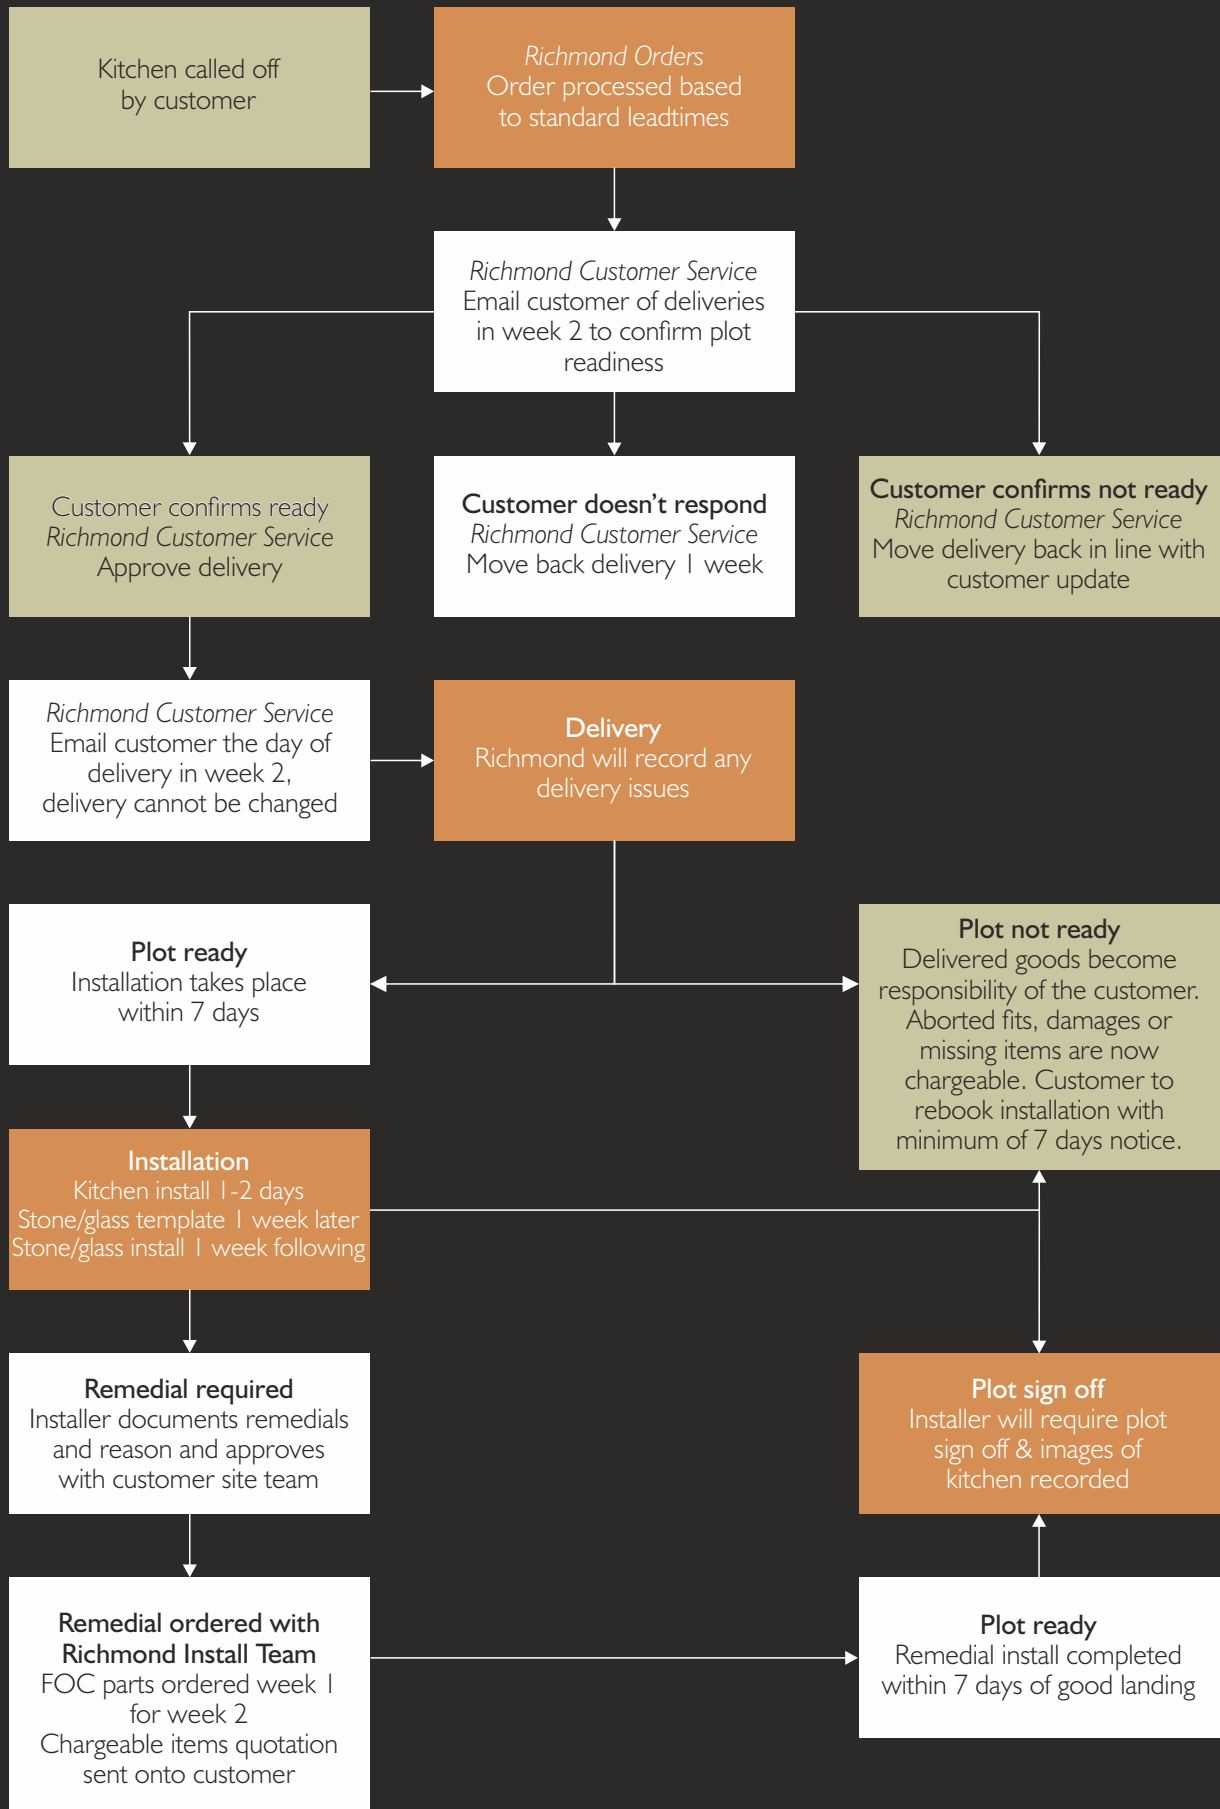 Kitchen called off
by customer
Richmond Orders
Order processed based
to standard leadtimes
Richmond Customer Service
Email customer of deliveries
in week 2 to confirm plot
readiness
Customer confirms ready
Richmond Customer Service
Approve delivery
Customer doesn’t respond
Richmond Customer Service
Move back delivery 1 week
Customer confirms not ready
Richmond Customer Service
Move delivery back in line with
customer update
Richmond Customer Service
Email customer the day of
delivery in week 2,
delivery cannot be changed
Delivery
Richmond will record any
delivery issues
Plot ready
Installation takes place
within 7 days
Plot not ready
Delivered goods become
responsibility of the customer.
Aborted fits, damages or
missing items are now
chargeable. Customer to
rebook installation with
minimum of 7 days notice.
Installation
Kitchen install 1-2 days
Stone/glass template 1 week later
Stone/glass install 1 week following
Remedial required
Installer documents remedials
and reason and approves
with customer site team
Plot sign off
Installer will require plot
sign off & images of
kitchen recorded
Remedial ordered with
Richmond Install Team
FOC parts ordered week 1
for week 2
Chargeable items quotation
sent onto customer
Plot ready
Remedial install completed
within 7 days of good landing